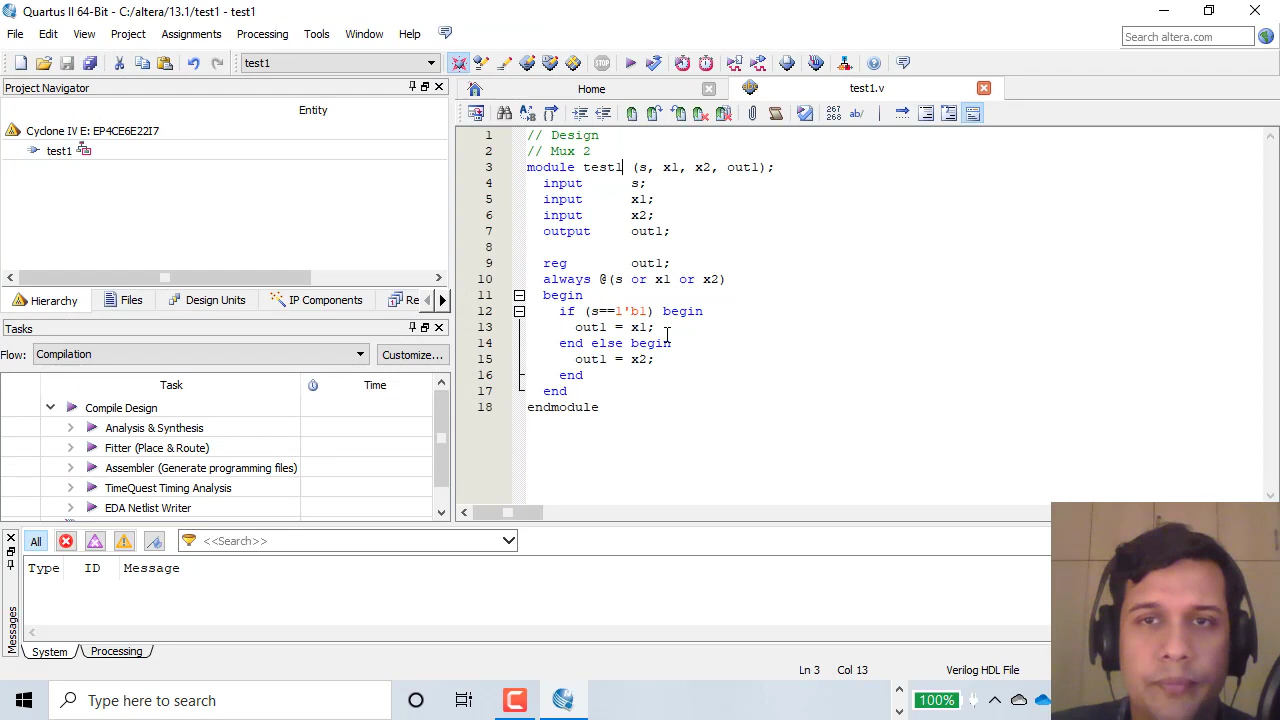 Quartus II 64-Bit - C:/altera/13.1/test1 - test1
File Edit View Project Assignments Processing Tools Window Help
Search altera.com
test1
Project Navigator
Home
test1.v
Entity
Cyclone IV E: EP4CE6E22I7
test1
267
268
ab/
1 // Design
2 // Mux 2
3 module test1 (s, x1, x2, out1);
4 input s;
5 input x1;
6 input x2;
7 output out1;
8
9 reg out1;
10 always @(s or x1 or x2)
11 begin
12 if (s==1'b1) begin
13 out1 = x1;
14 end else begin
15 out1 = x2;
16 end
17 end
18 endmodule
Hierarchy Files Design Units IP Components Re
Tasks
Flow: Compilation Customize...
Task Time
Compile Design
Analysis & Synthesis
Fitter (Place & Route)
Assembler (Generate programming files)
TimeQuest Timing Analysis
EDA Netlist Writer
All <<Search>>
Type ID Message
Messages
System Processing
Ln 3 Col 13 Verilog HDL File
Type here to search
100%